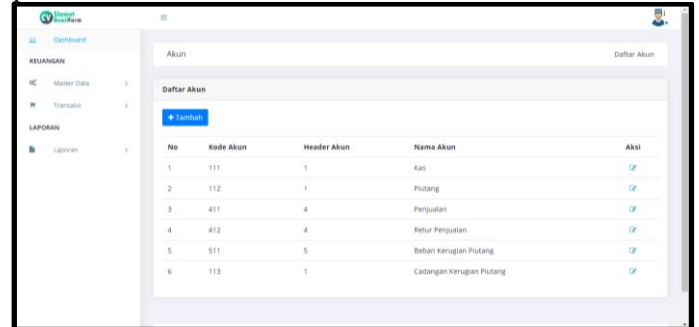 CV Slamet
Dashboard
KEUANGAN
Master Data
Transaksi
LAPORAN
Laporan
Akun
Daftar Akun
Daftar Akun
+ Tambah
No Kode Akun Header Akun Nama Akun Aksi
1 111 1 Kas
2 112 1 Piutang
3 411 4 Penjualan
4 412 4 Retur Penjualan
5 511 5 Beban Kerugian Piutang
6 113 1 Cadangan Kerugian Piutang